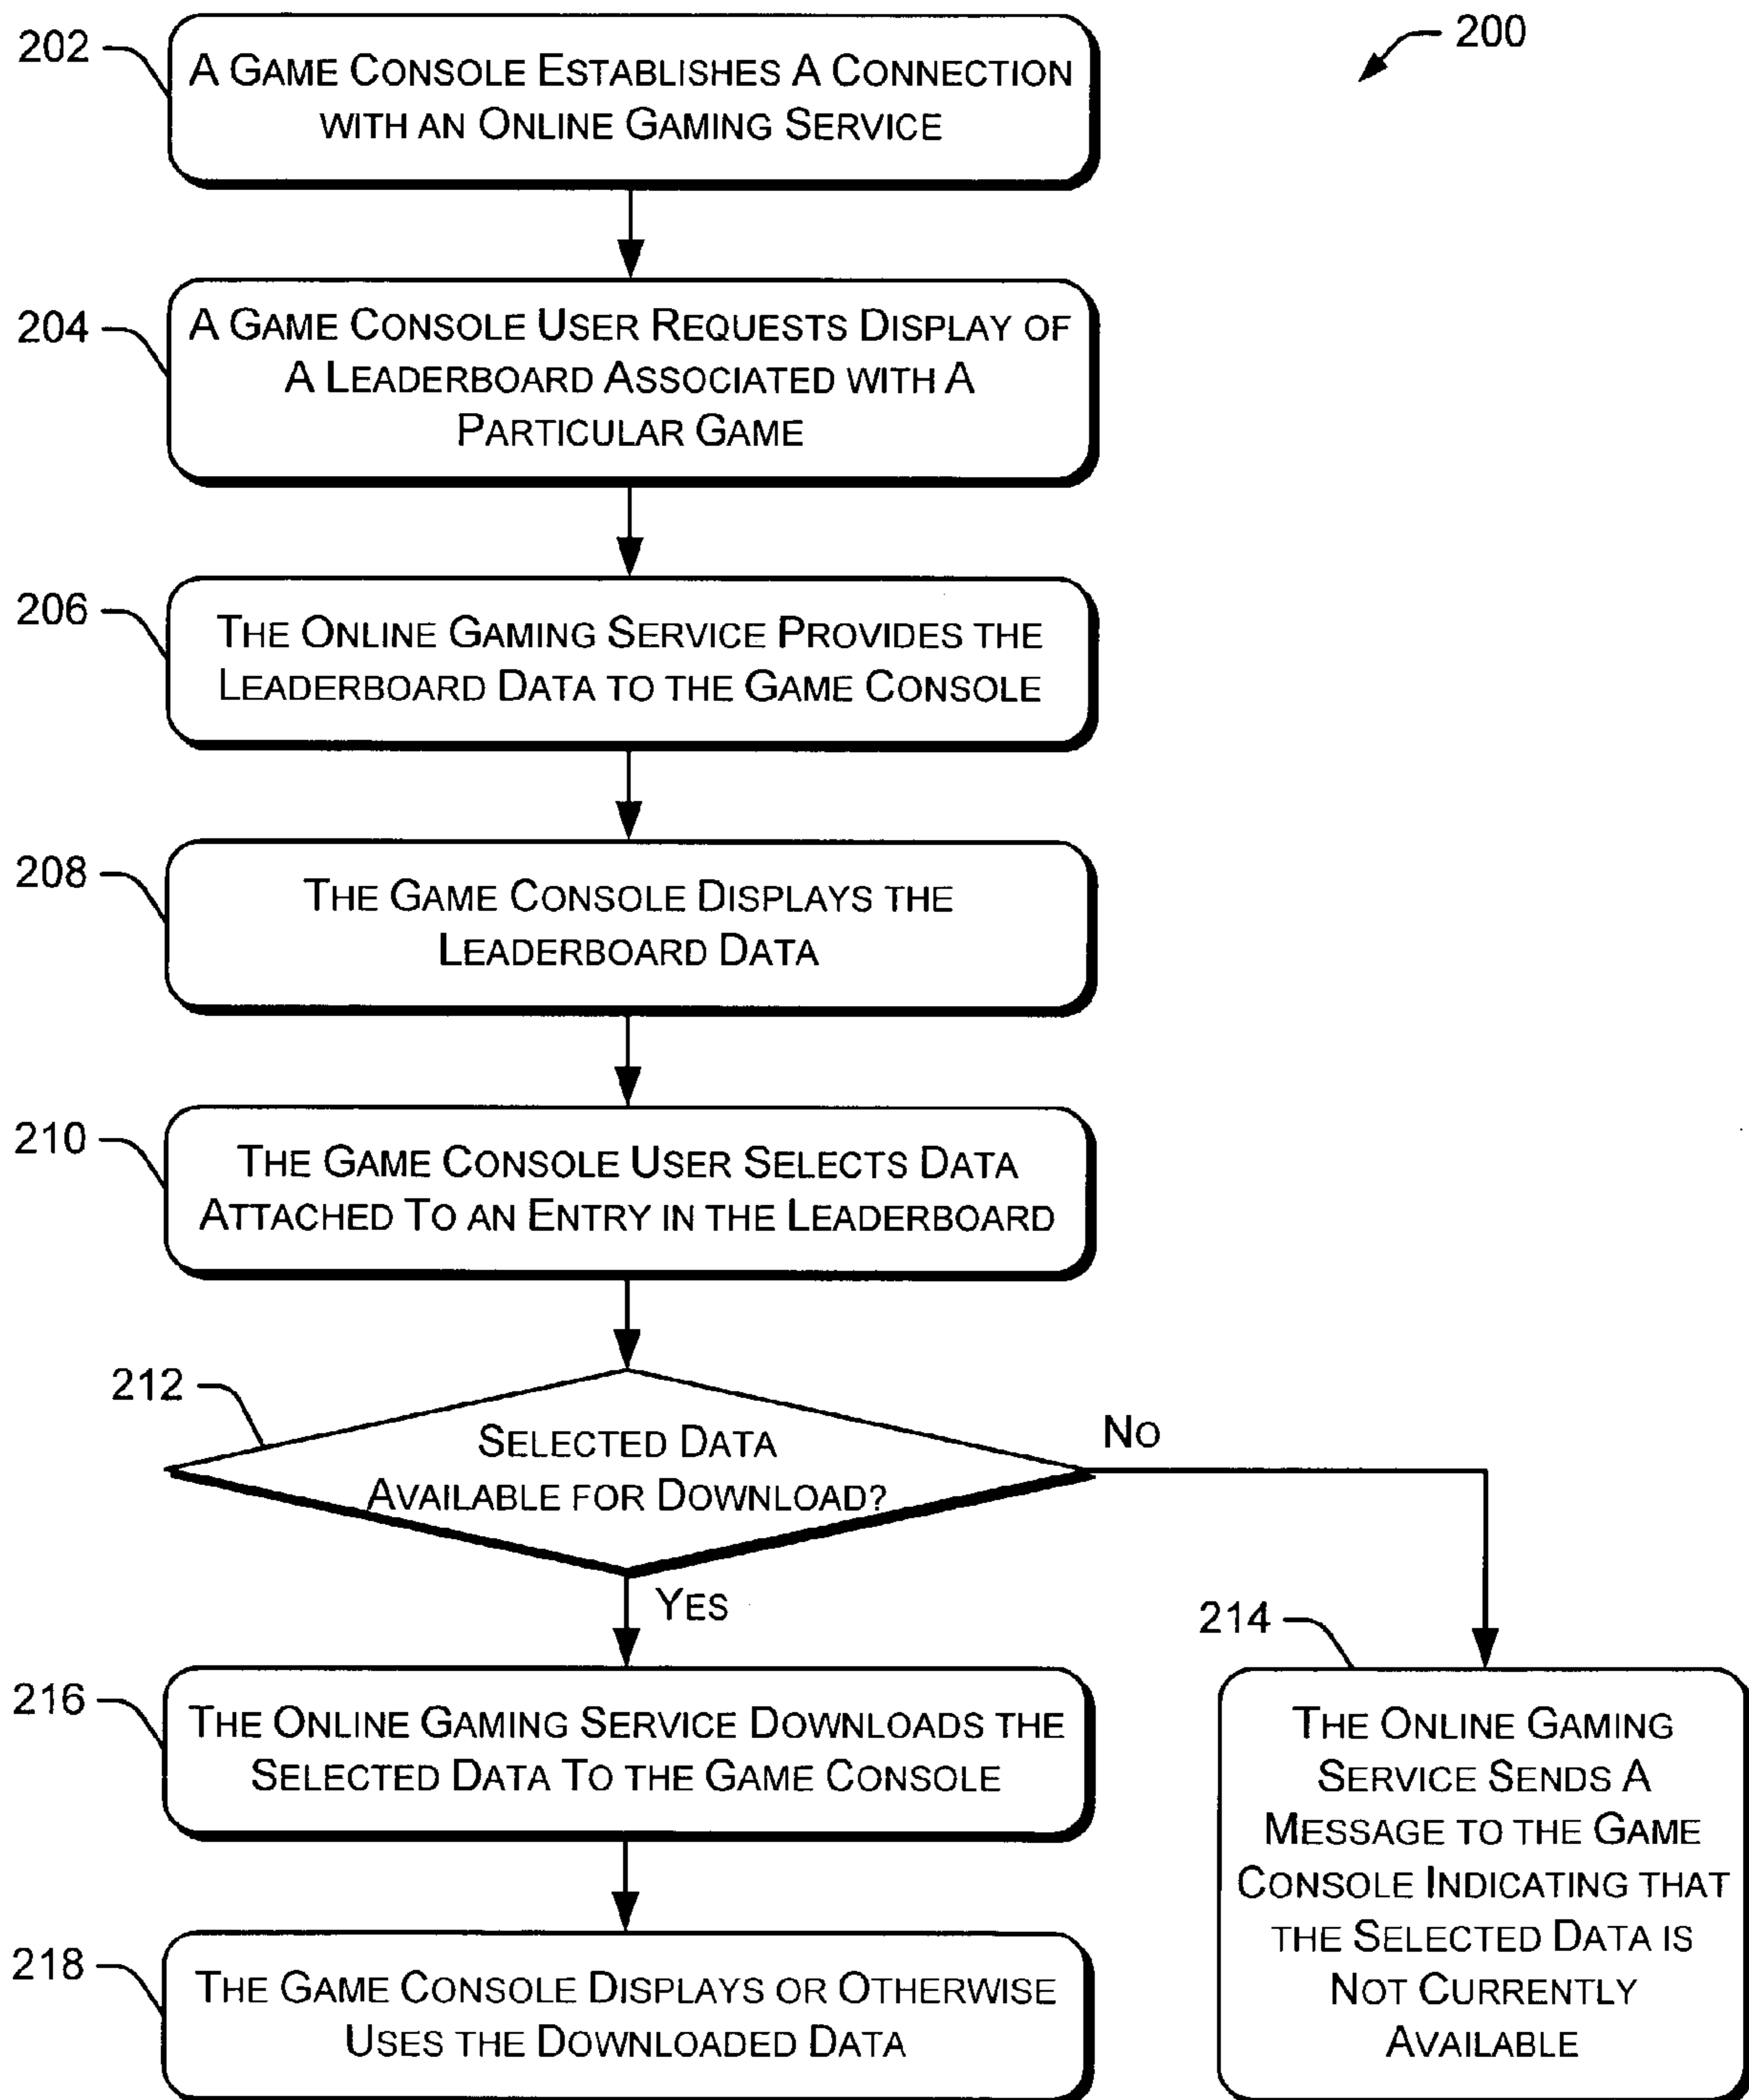 200
202
A GAME CONSOLE ESTABLISHES A CONNECTION
WITH AN ONLINE GAMING SERVICE
204
A GAME CONSOLE USER REQUESTS DISPLAY OF
A LEADERBOARD ASSOCIATED WITH A
PARTICULAR GAME
206
THE ONLINE GAMING SERVICE PROVIDES THE
LEADERBOARD DATA TO THE GAME CONSOLE
208
THE GAME CONSOLE DISPLAYS THE
LEADERBOARD DATA
210
THE GAME CONSOLE USER SELECTS DATA
ATTACHED TO AN ENTRY IN THE LEADERBOARD
212
SELECTED DATA
AVAILABLE FOR DOWNLOAD?
NO
YES
214
THE ONLINE GAMING
SERVICE SENDS A
MESSAGE TO THE GAME
CONSOLE INDICATING THAT
THE SELECTED DATA IS
NOT CURRENTLY
AVAILABLE
216
THE ONLINE GAMING SERVICE DOWNLOADS THE
SELECTED DATA TO THE GAME CONSOLE
218
THE GAME CONSOLE DISPLAYS OR OTHERWISE
USES THE DOWNLOADED DATA